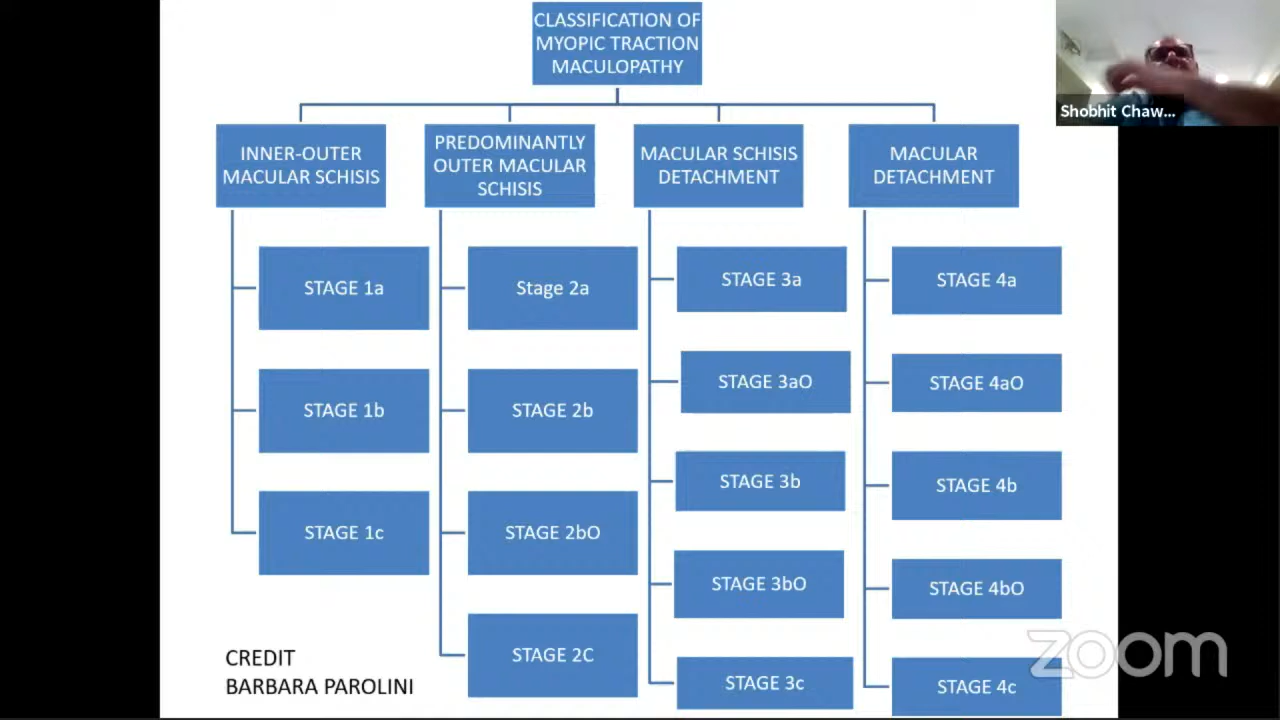 CLASSIFICATION OF
MYOPIC TRACTION
MACULOPATHY
Shobhit Chaw...
INNER-OUTER
MACULAR SCHISIS
PREDOMINANTLY
OUTER MACULAR
SCHISIS
MACULAR SCHISIS
DETACHMENT
MACULAR
DETACHMENT
STAGE 1a
STAGE 1b
STAGE 1c
Stage 2a
STAGE 2b
STAGE 2bO
STAGE 2C
STAGE 3a
STAGE 3aO
STAGE 3b
STAGE 3bO
STAGE 3c
STAGE 4a
STAGE 4aO
STAGE 4b
STAGE 4bO
STAGE 4c
CREDIT
BARBARA PAROLINI
zoom